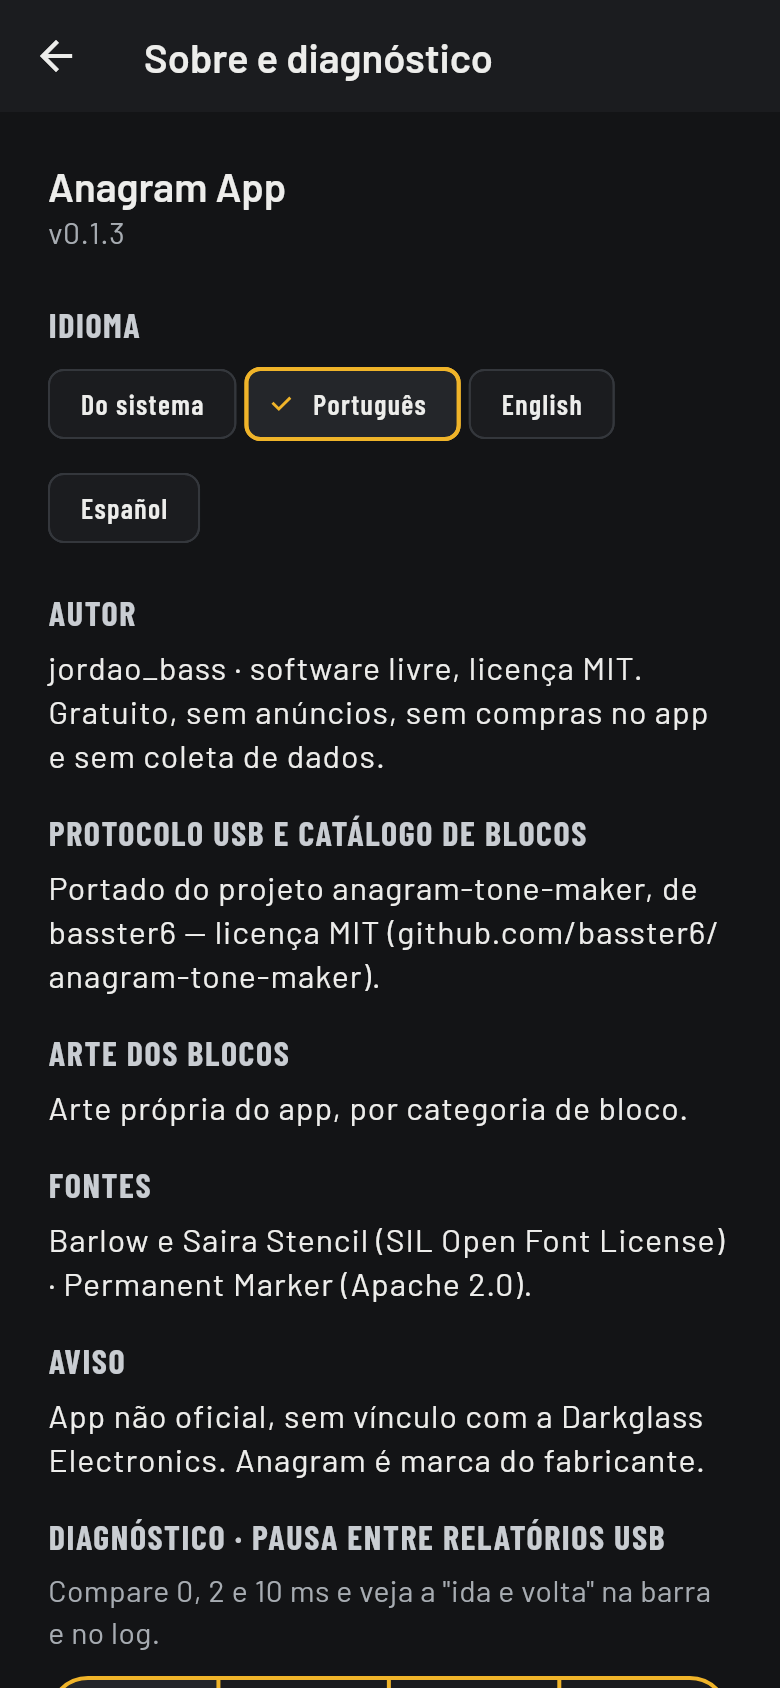 Sobre e diagnóstico
Anagram App
v0.1.3
IDIOMA
Do sistema
Português
English
Español
AUTOR
jordao_bass · software livre, licença MIT.
Gratuito, sem anúncios, sem compras no app
e sem coleta de dados.
PROTOCOLO USB E CATÁLOGO DE BLOCOS
Portado do projeto anagram-tone-maker, de
basster6 — licença MIT (github.com/basster6/
anagram-tone-maker).
ARTE DOS BLOCOS
Arte própria do app, por categoria de bloco.
FONTES
Barlow e Saira Stencil (SIL Open Font License)
· Permanent Marker (Apache 2.0).
AVISO
App não oficial, sem vínculo com a Darkglass
Electronics. Anagram é marca do fabricante.
DIAGNÓSTICO · PAUSA ENTRE RELATÓRIOS USB
Compare 0, 2 e 10 ms e veja a "ida e volta" na barra
e no log.